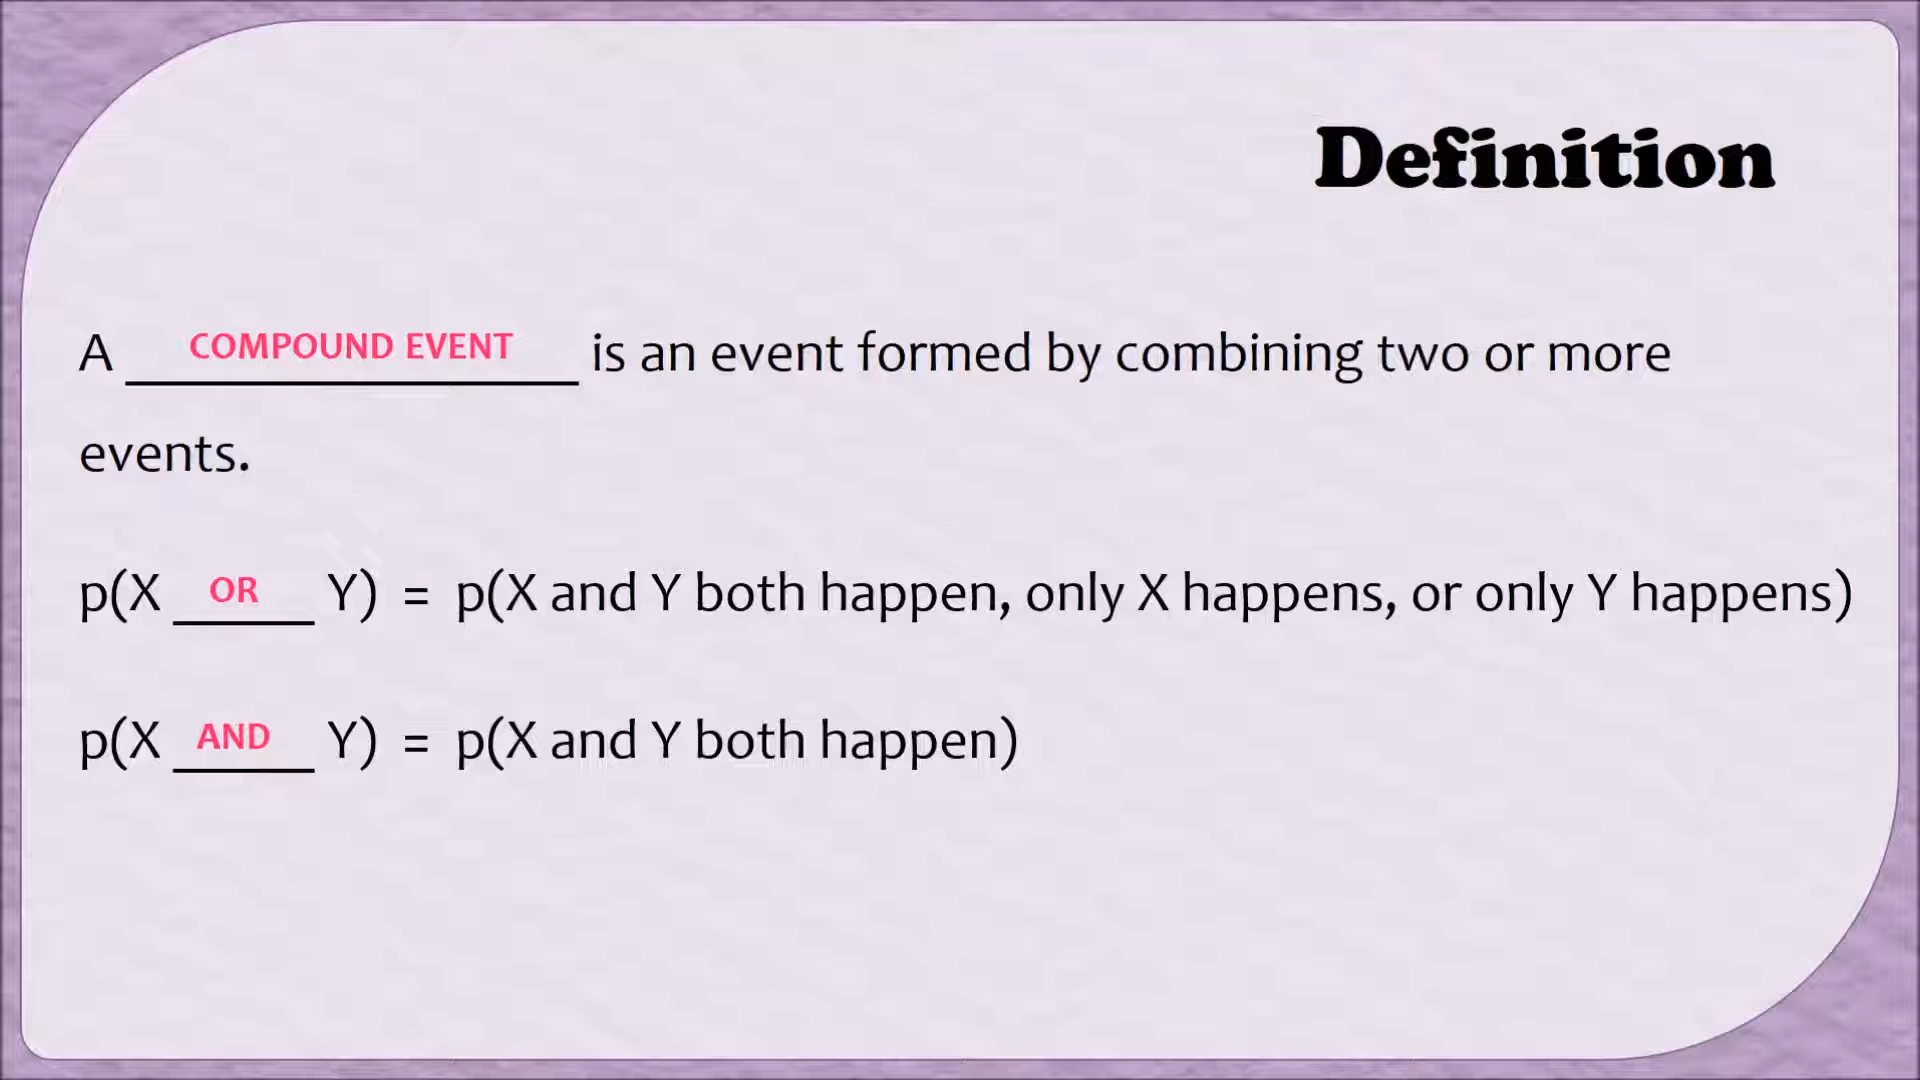 Definition
A COMPOUND EVENT is an event formed by combining two or more
events.
p(X OR Y) = p(X and Y both happen, only X happens, or only Y happens)
p(X AND Y) = p(X and Y both happen)